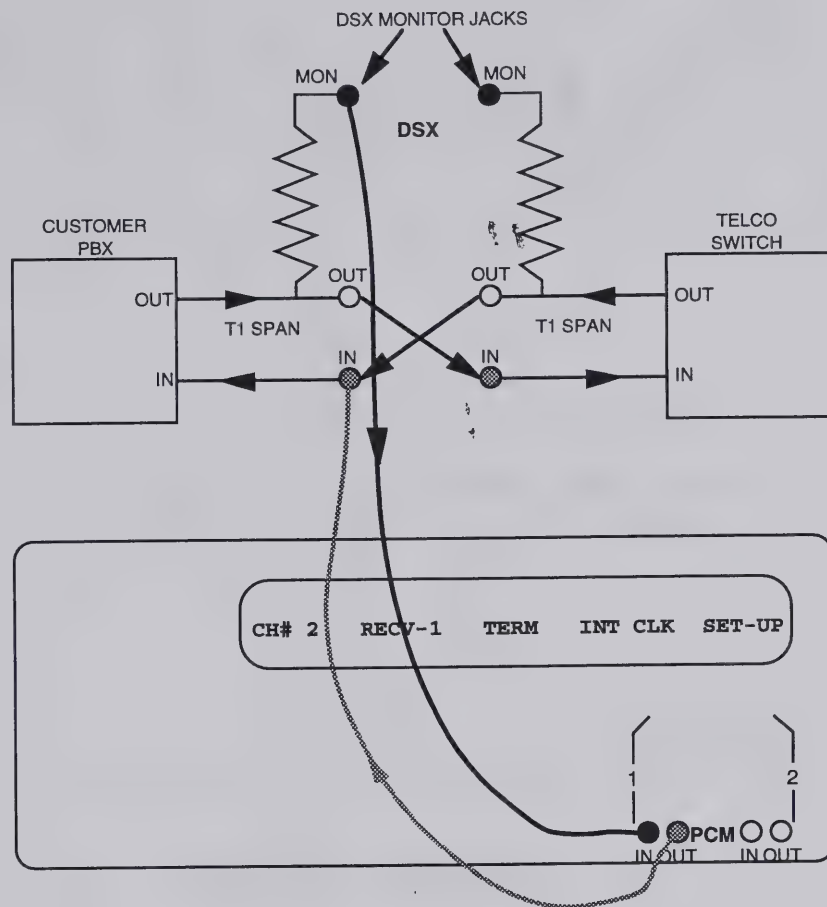 DSX MONITOR JACKS
MON
MON
DSX
CUSTOMER
PBX
TELCO
SWITCH
OUT
OUT
OUT
OUT
T1 SPAN
T1 SPAN
IN
IN
IN
IN
CH# 2 RECV-1 TERM INT CLK SET-UP
1
2
PCM
IN OUT
IN OUT